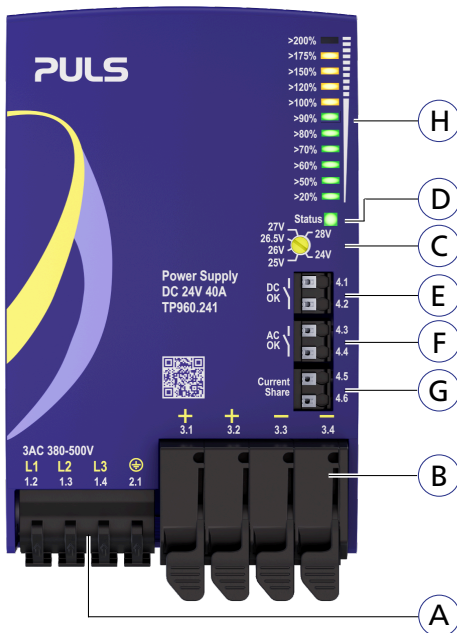 PULS
>200%
>175%
>150%
>120%
>100%
>90%
>80%
>70%
>60%
>50%
>20%
H
Status
D
27V
28V
26.5V
26V
24V
25V
C
Power Supply
DC 24V 40A
TP960.241
DC
OK
4.1
4.2
E
AC
OK
4.3
4.4
F
Current
Share
4.5
4.6
G
+ + – –
3.1 3.2 3.3 3.4
3AC 380-500V
L1 L2 L3
1.2 1.3 1.4 2.1
B
A